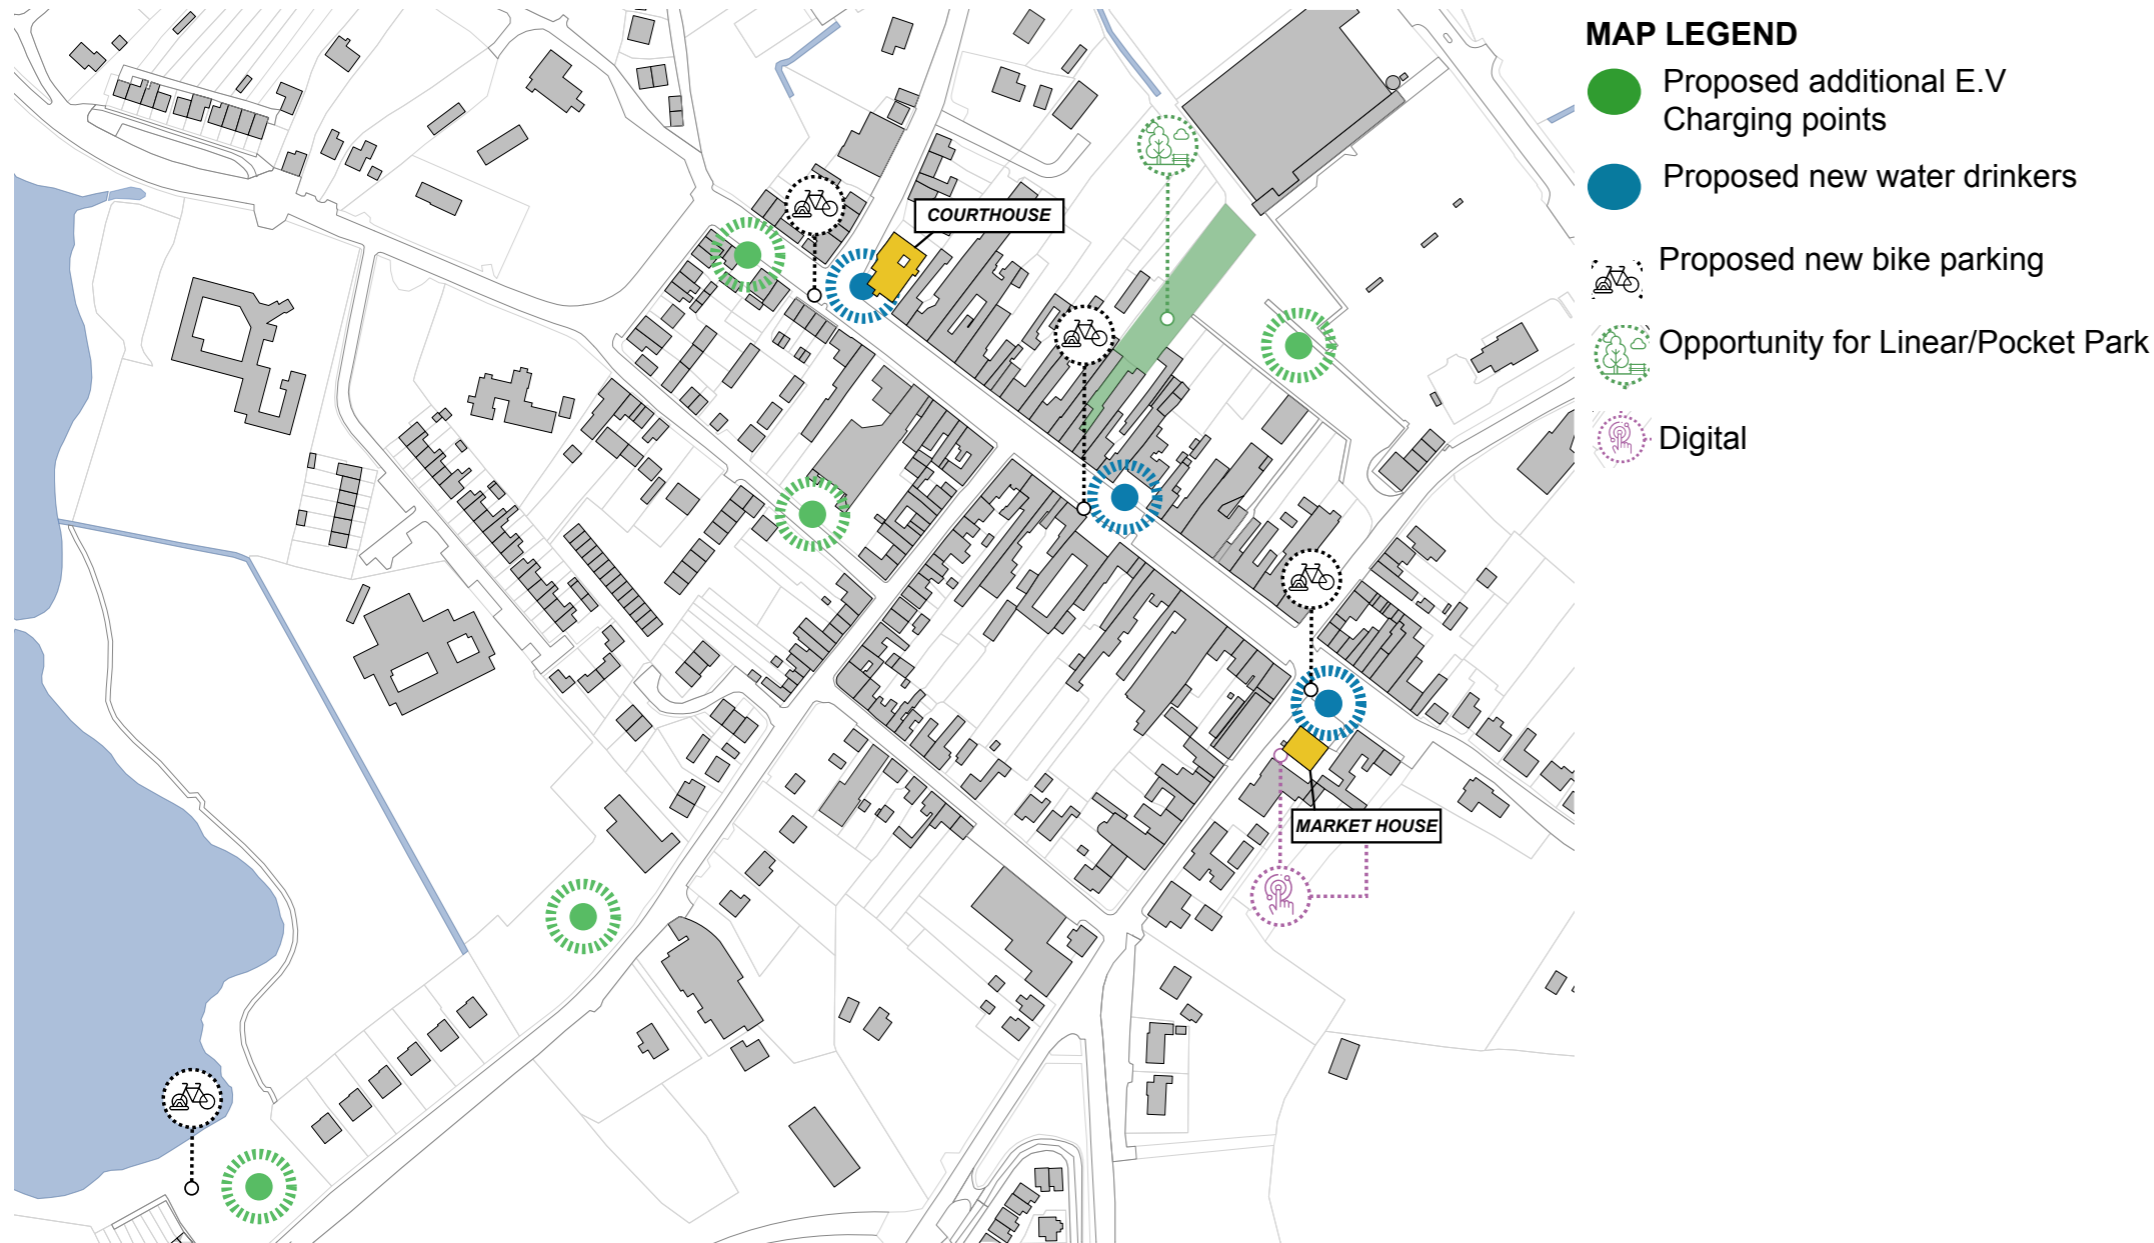 MAP LEGEND
Proposed additional E.V
Charging points
Proposed new water drinkers
Proposed new bike parking
Opportunity for Linear/Pocket Park
Digital
COURTHOUSE
MARKET HOUSE